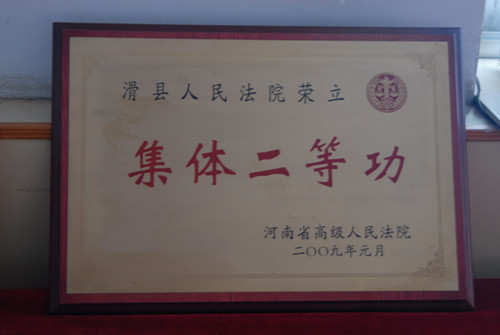 滑县人民法院荣立
集体二等功
河南省高级人民法院
二〇〇九年元月